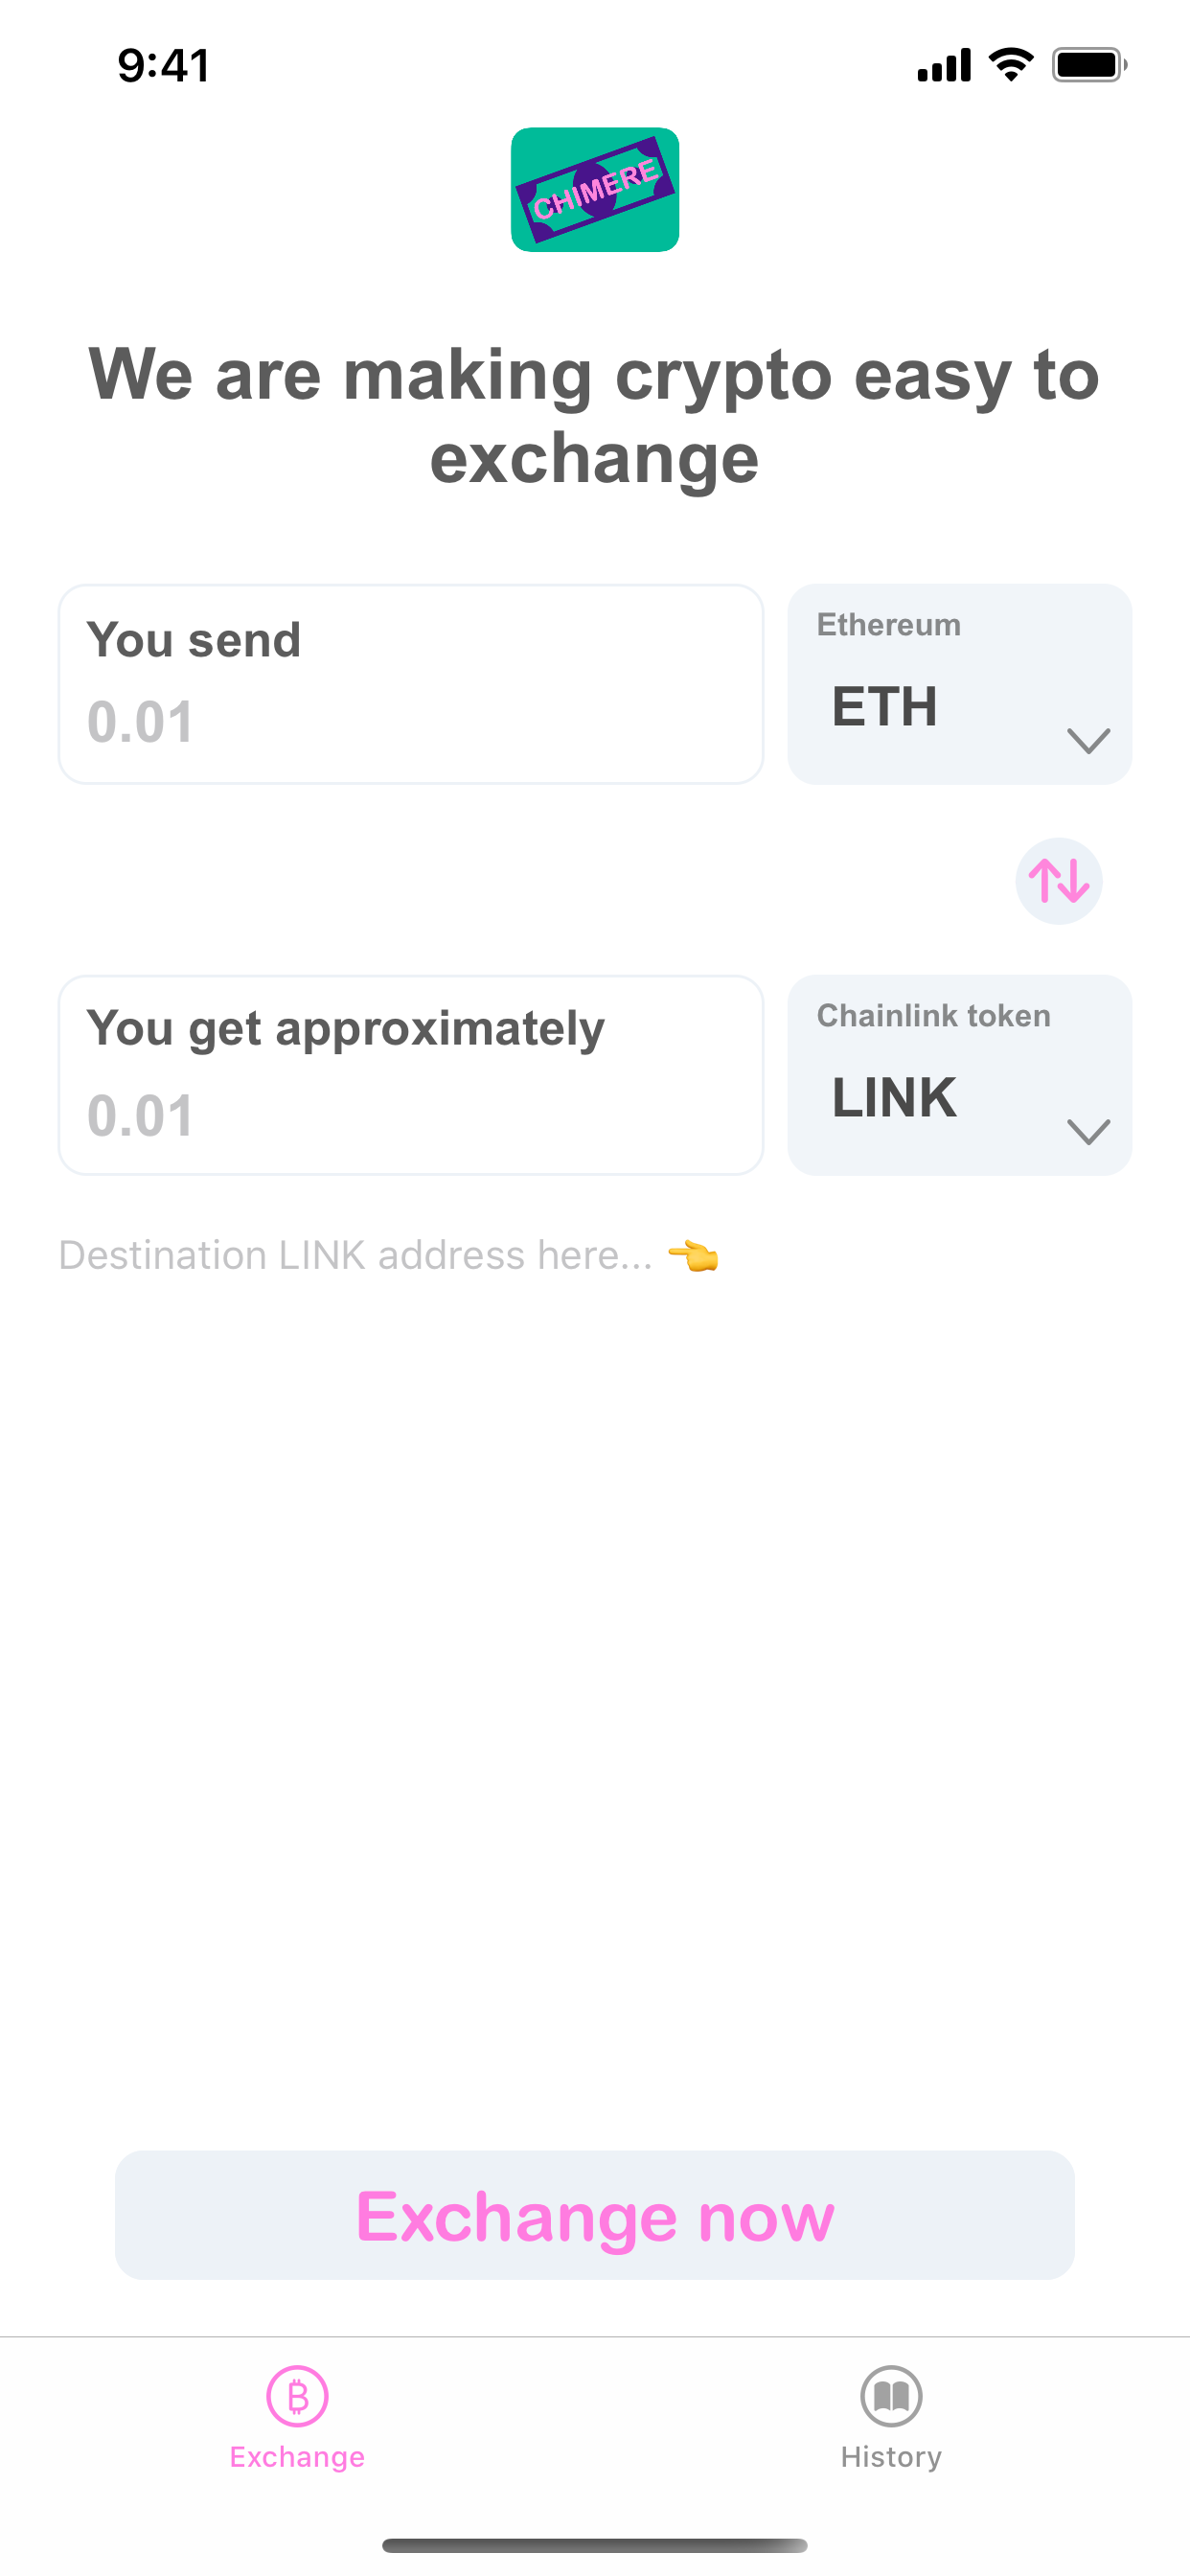 9:41
CHIMERE
We are making crypto easy to
exchange
You send
0.01
Ethereum
ETH
You get approximately
0.01
Chainlink token
LINK
Destination LINK address here... 👈
Exchange now
Exchange
History